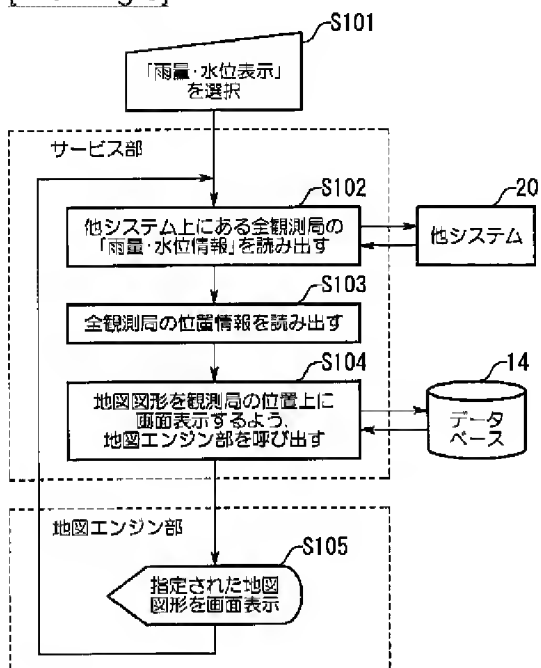 S101
「雨量・水位表示」
を選択
サービス部
S102
他システム上にある全観測局の
「雨量・水位情報」を読み出す
20
他システム
S103
全観測局の位置情報を読み出す
S104
地図図形を観測局の位置上に
画面表示するよう、
地図エンジン部を呼び出す
14
データ
ベース
地図エンジン部
S105
指定された地図
図形を画面表示